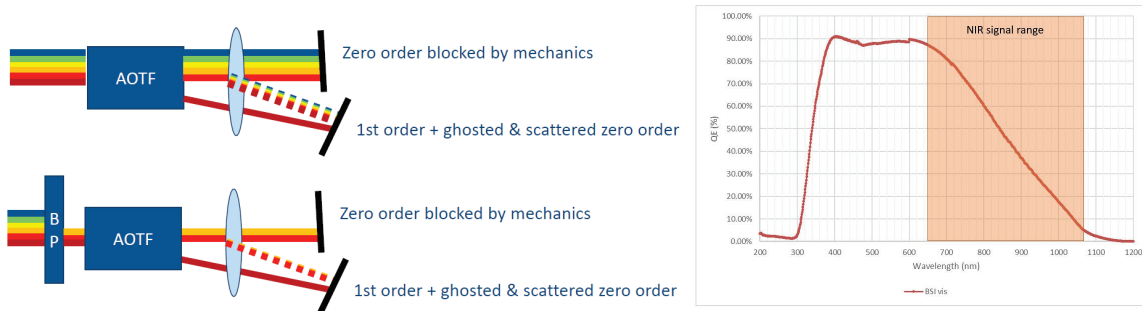 AOTF
Zero order blocked by mechanics
1st order + ghosted & scattered zero order
B
P
AOTF
Zero order blocked by mechanics
1st order + ghosted & scattered zero order
100.00%
90.00%
80.00%
70.00%
60.00%
50.00%
40.00%
30.00%
20.00%
10.00%
0.00%
QE (%)
NIR signal range
200 300 400 500 600 700 800 900 1000 1100 1200
Wavelength (nm)
BSI vis